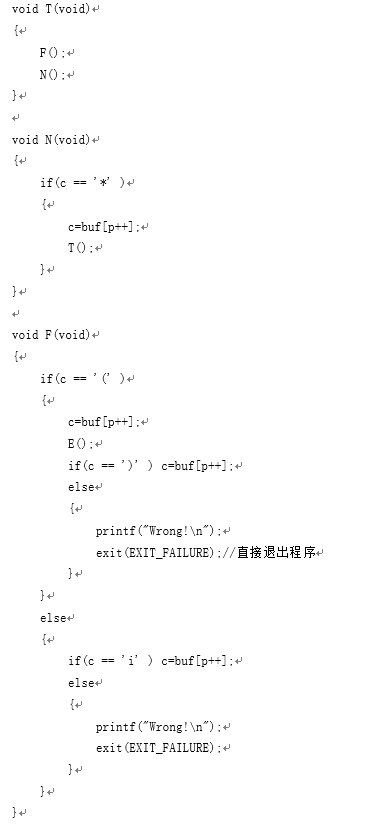 void T(void)↵
{↵
    F();↵
    N();↵
}↵
↵
void N(void)↵
{↵
    if(c == '*' )↵
    {↵
        c=buf[p++];↵
        T();↵
    }↵
}↵
↵
void F(void)↵
{↵
    if(c == '(' )↵
    {↵
        c=buf[p++];↵
        E();↵
        if(c == ')' ) c=buf[p++];↵
        else↵
        {↵
            printf("Wrong!\n");↵
            exit(EXIT_FAILURE);//直接退出程序↵
        }↵
    }↵
    else↵
    {↵
        if(c == 'i' ) c=buf[p++];↵
        else↵
        {↵
            printf("Wrong!\n");↵
            exit(EXIT_FAILURE);↵
        }↵
    }↵
}↵